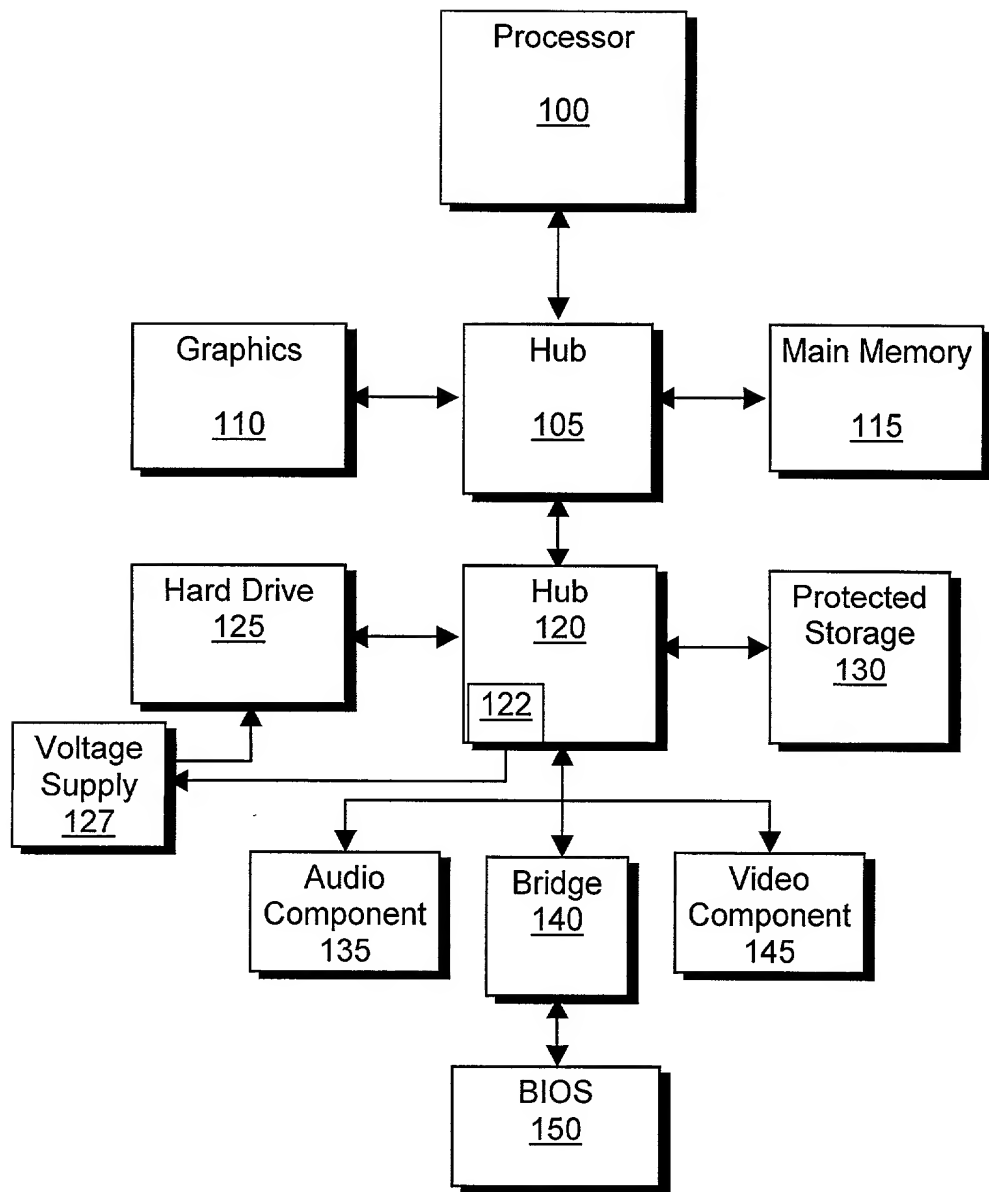 Processor
100
Graphics
110
Hub
105
Main Memory
115
Hard Drive
125
Hub
120
122
Protected
Storage
130
Voltage
Supply
127
Audio
Component
135
Bridge
140
Video
Component
145
BIOS
150